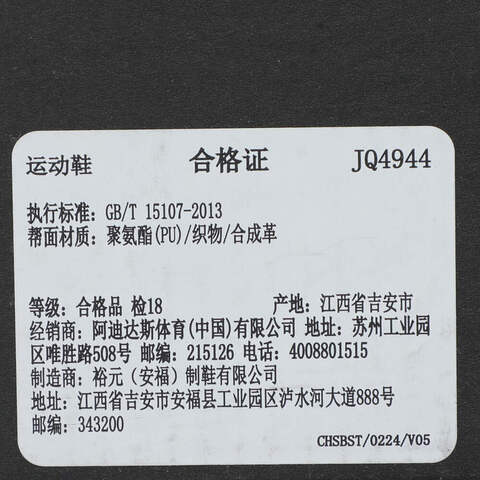 运动鞋 合格证 JQ4944
执行标准: GB/T 15107-2013
帮面材质: 聚氨酯(PU)/织物/合成革
等级: 合格品 检18 产地: 江西省吉安市
经销商: 阿迪达斯体育(中国)有限公司 地址: 苏州工业园
区唯胜路508号 邮编: 215126 电话: 4008801515
制造商: 裕元（安福）制鞋有限公司
地址: 江西省吉安市安福县工业园区泸水河大道888号
邮编: 343200
CHSBST/0224/V05